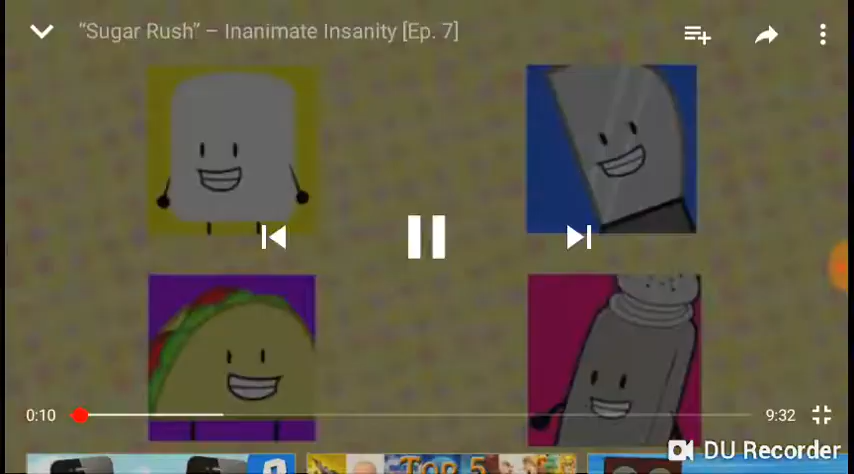 “Sugar Rush” – Inanimate Insanity [Ep. 7]
0:10
9:32
DU Recorder
Top 5